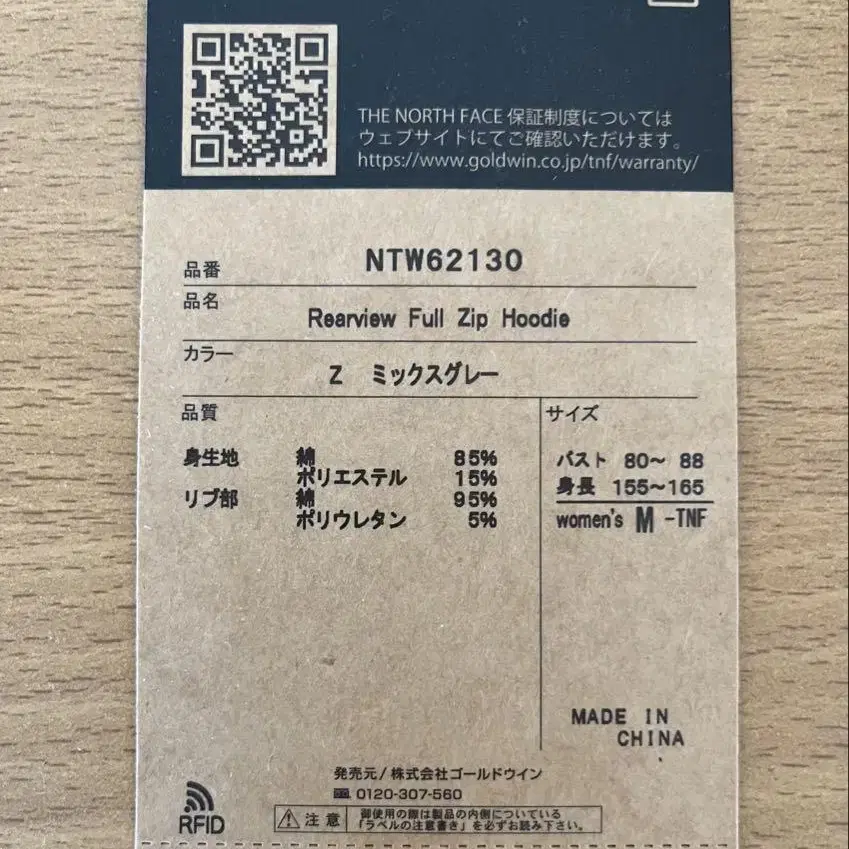 THE NORTH FACE 保証制度については
ウェブサイトにてご確認いただけます。
https://www.goldwin.co.jp/tnf/warranty/
品番 NTW62130
品名
Rearview Full Zip Hoodie
カラー
Z ミックスグレー
品質
身生地 綿 85%
ポリエステル 15%
リブ部 綿 95%
ポリウレタン 5%
サイズ
バスト 80～ 88
身長 155～165
women's M -TNF
MADE IN
CHINA
発売元/株式会社ゴールドウイン
0120-307-560
RFID
注意
御使用の際は製品の内側についている
「ラベルの注意書き」を必ずお読み下さい。